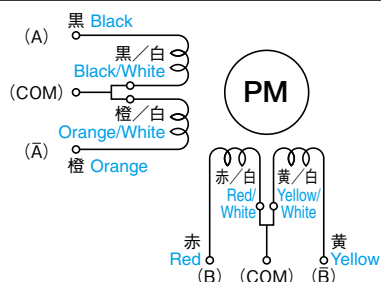 黒 Black
(A)
黒／白
Black/White
(COM)
橙／白
Orange/White
(Ā)
橙 Orange
PM
赤／白
Red/
White
黄／白
Yellow/
White
赤
Red
黄
Yellow
(B) (COM) (B̄)